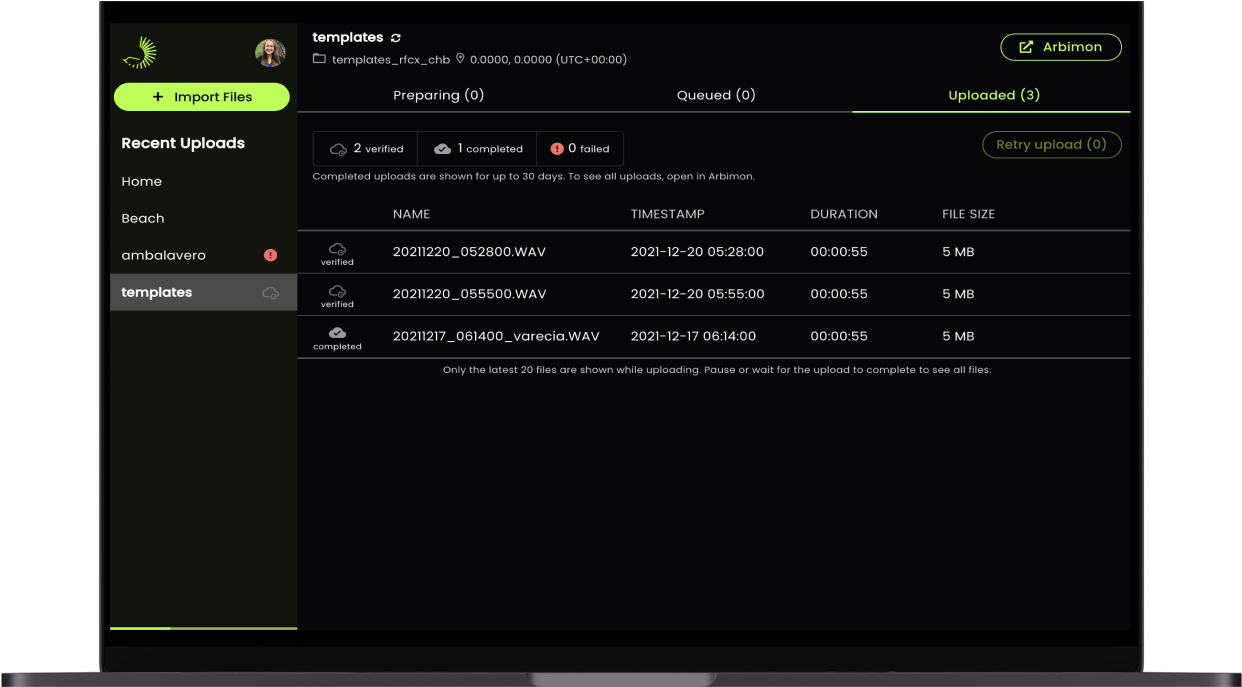 Import Files
Recent Uploads
Home
Beach
ambalavero
templates
templates
templates_rfcx_chb 0.0000, 0.0000 (UTC+00:00)
Arbimon
Preparing (0) Queued (0) Uploaded (3)
2 verified 1 completed 0 failed
Retry upload (0)
Completed uploads are shown for up to 30 days. To see all uploads, open in Arbimon.
NAME TIMESTAMP DURATION FILE SIZE
verified 20211220_052800.WAV 2021-12-20 05:28:00 00:00:55 5 MB
verified 20211220_055500.WAV 2021-12-20 05:55:00 00:00:55 5 MB
completed 20211217_061400_varecia.WAV 2021-12-17 06:14:00 00:00:55 5 MB
Only the latest 20 files are shown while uploading. Pause or wait for the upload to complete to see all files.